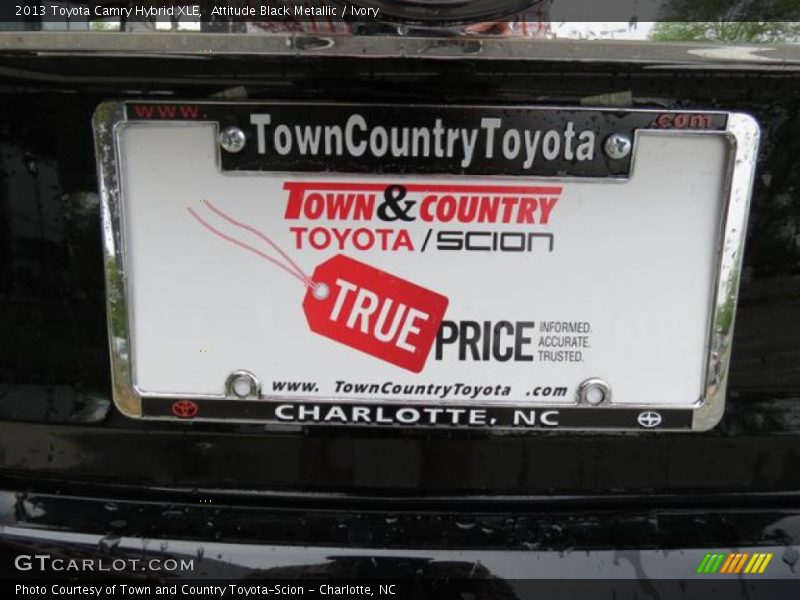 2013 Toyota Camry Hybrid XLE, Attitude Black Metallic / Ivory
www. .com
TownCountryToyota
TOWN & COUNTRY
TOYOTA / SCION
TRUE PRICE
INFORMED.
ACCURATE.
TRUSTED.
www. TownCountryToyota .com
CHARLOTTE, NC
GTCARLOT.COM
Photo Courtesy of Town and Country Toyota-Scion - Charlotte, NC